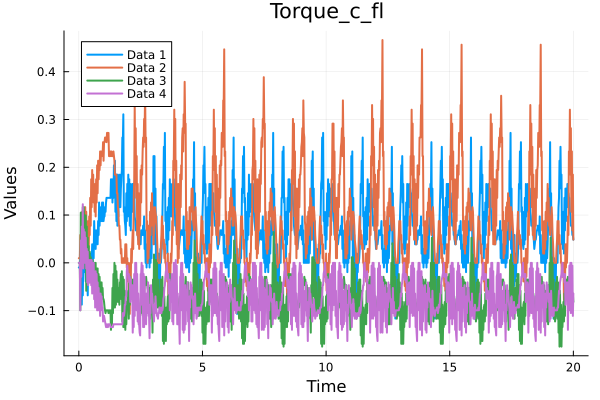 Torque_c_fl
Data 1
Data 2
Data 3
Data 4
Values
0.4
0.3
0.2
0.1
0.0
−0.1
0
5
10
15
20
Time